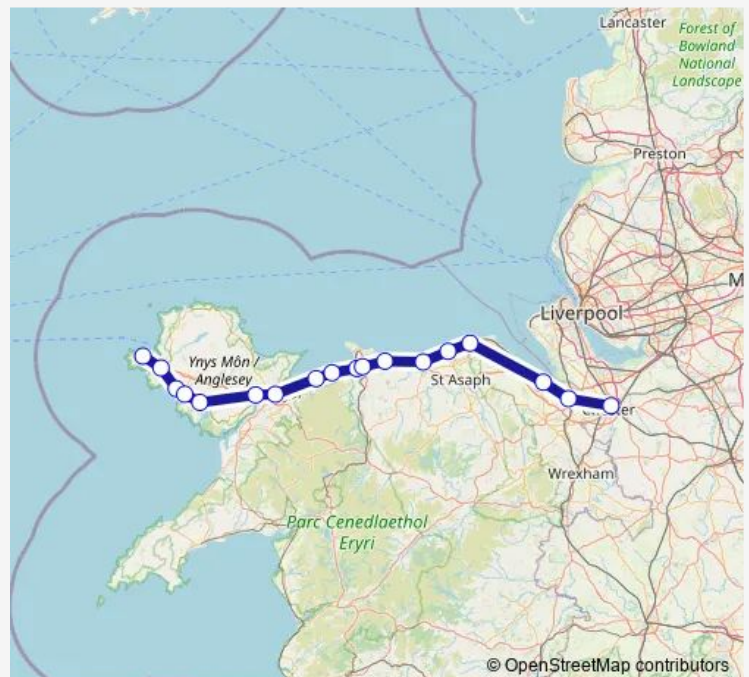 Lancaster
Forest of
Bowland
National
Landscape
Preston
M
Liverpool
Ynys Môn /
Anglesey
St Asaph
Wrexham
Parc Cenedlaethol
Eryri
© OpenStreetMap contributors